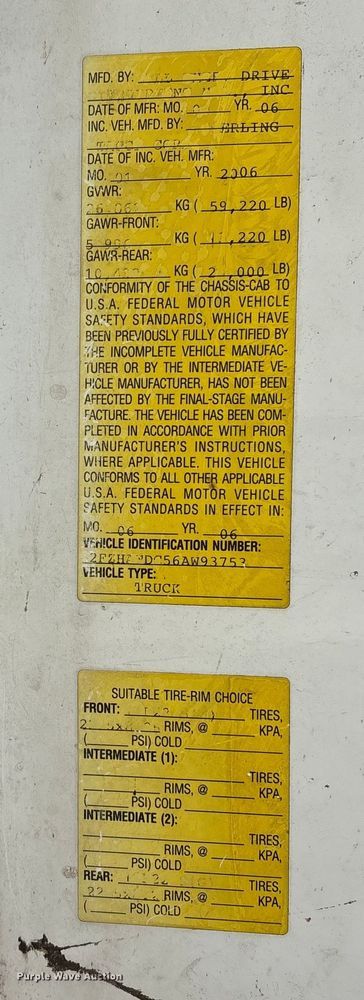 MFD. BY: DRIVE
INC
DATE OF MFR: MO. YR. 06
INC. VEH. MFD. BY: ERLING
DATE OF INC. VEH. MFR:
MO. 01 YR. 2006
GVWR:
KG ( 59,220 LB)
GAWR-FRONT:
KG ( ,220 LB)
GAWR-REAR:
KG ( ,000 LB)
CONFORMITY OF THE CHASSIS-CAB TO
U.S.A. FEDERAL MOTOR VEHICLE
SAFETY STANDARDS, WHICH HAVE
BEEN PREVIOUSLY FULLY CERTIFIED BY
THE INCOMPLETE VEHICLE MANUFAC-
TURER OR BY THE INTERMEDIATE VE-
HICLE MANUFACTURER, HAS NOT BEEN
AFFECTED BY THE FINAL-STAGE MANU-
FACTURE. THE VEHICLE HAS BEEN COM-
PLETED IN ACCORDANCE WITH PRIOR
MANUFACTURER'S INSTRUCTIONS,
WHERE APPLICABLE. THIS VEHICLE
CONFORMS TO ALL OTHER APPLICABLE
U.S.A. FEDERAL MOTOR VEHICLE
SAFETY STANDARDS IN EFFECT IN:
MO. 06 YR. 06
VEHICLE IDENTIFICATION NUMBER:
VEHICLE TYPE:
TRUCK
SUITABLE TIRE-RIM CHOICE
FRONT: TIRES,
RIMS, @ KPA,
( PSI) COLD
INTERMEDIATE (1):
TIRES,
RIMS, @ KPA,
( PSI) COLD
INTERMEDIATE (2):
TIRES,
RIMS, @ KPA,
( PSI) COLD
REAR: TIRES,
RIMS, @ KPA,
( PSI) COLD
Purple Wave Auction